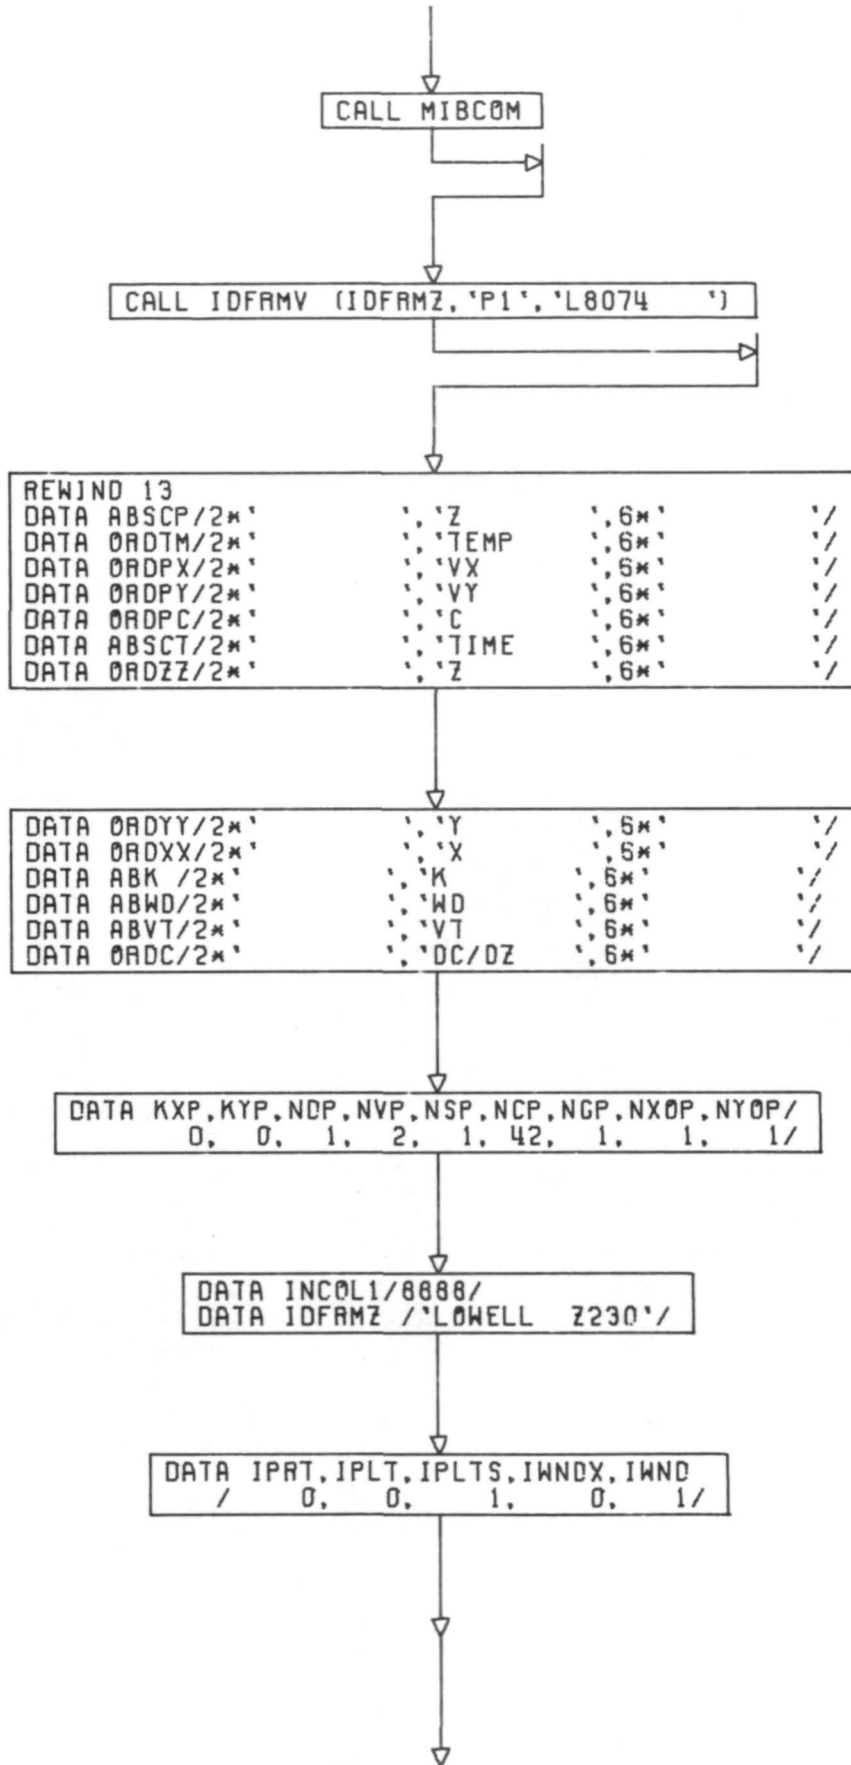 CALL MIBCOM
CALL IDFRMV (IDFRMZ,'P1','L8074    ')
REWIND 13
DATA ABSCP/2*'          ','Z         ',6*'          '/
DATA ORDTM/2*'          ','TEMP      ',6*'          '/
DATA ORDPX/2*'          ','VX        ',6*'          '/
DATA ORDPY/2*'          ','VY        ',6*'          '/
DATA ORDPC/2*'          ','C         ',6*'          '/
DATA ABSCT/2*'          ','TIME      ',6*'          '/
DATA ORDZZ/2*'          ','Z         ',6*'          '/
DATA ORDYY/2*'          ','Y         ',6*'          '/
DATA ORDXX/2*'          ','X         ',6*'          '/
DATA ABK /2*'          ','K         ',6*'          '/
DATA ABWD/2*'          ','WD        ',6*'          '/
DATA ABVT/2*'          ','VT        ',6*'          '/
DATA ORDC/2*'          ','DC/DZ     ',6*'          '/
DATA KXP,KYP,NDP,NVP,NSP,NCP,NGP,NXOP,NYOP/
0,  0,  1,  2,  1, 42,  1,   1,   1/
DATA INCOL1/8888/
DATA IDFRMZ /'LOWELL  Z230'/
DATA IPRT,IPLT,IPLTS,IWNDX,IWND
/    0,   0,    1,    0,   1/